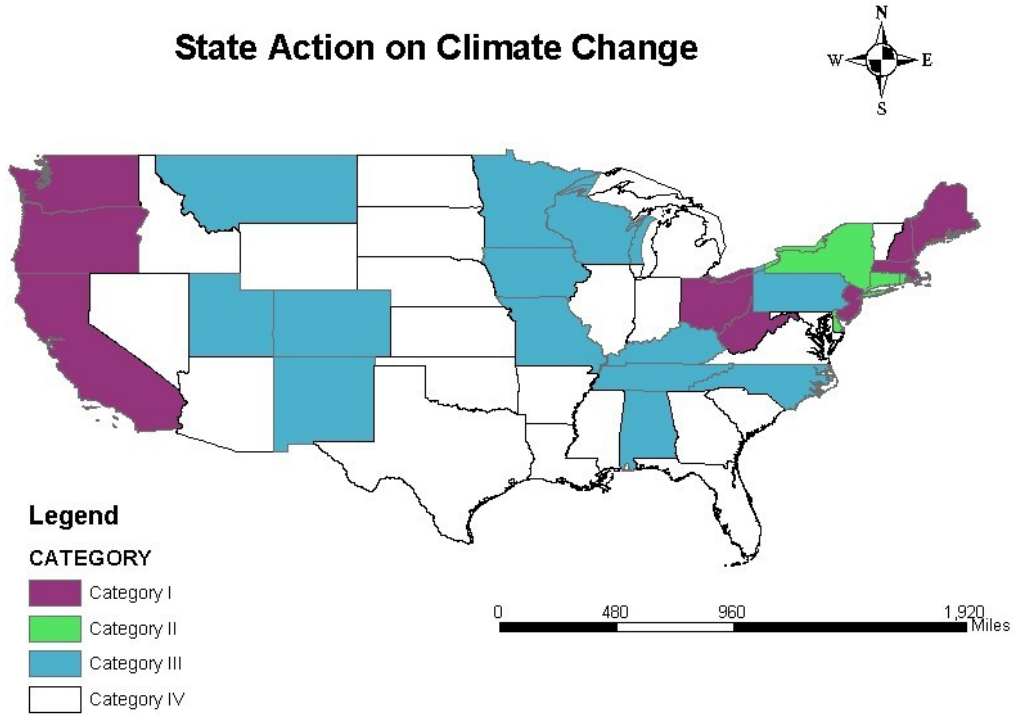 State Action on Climate Change
N
W E
S
Legend
CATEGORY
Category I
Category II
Category III
Category IV
0 480 960 1,920
Miles